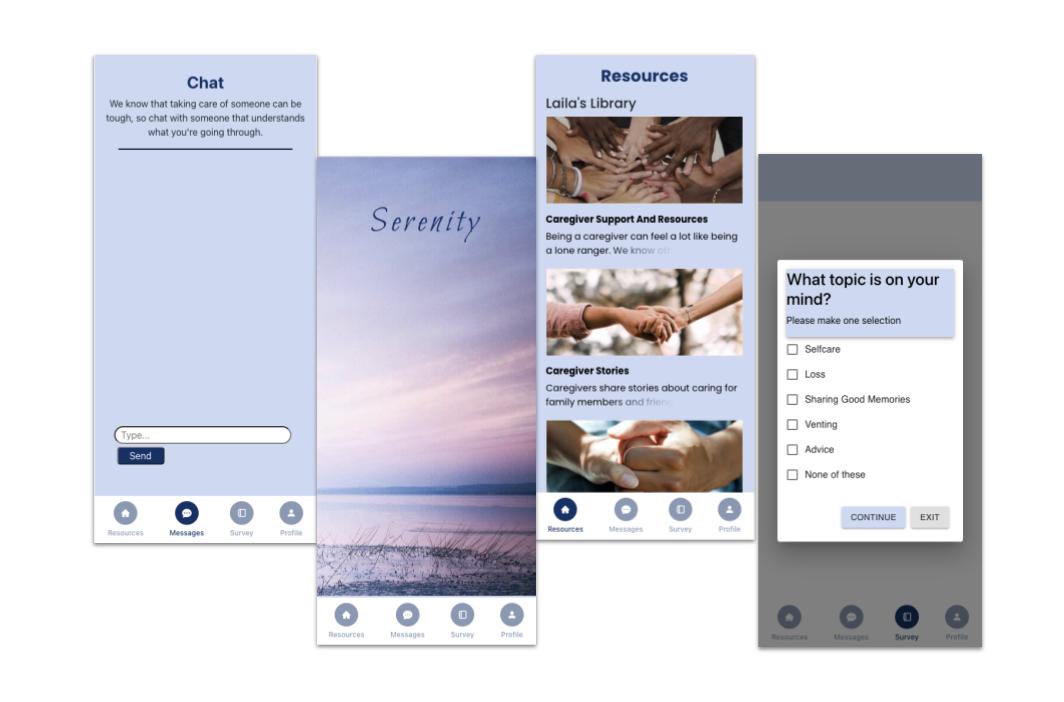 Chat
We know that taking care of someone can be
tough, so chat with someone that understands
what you're going through.
Type...
Send
Resources
Messages
Survey
Profile
Serenity
Resources
Messages
Survey
Profile
Resources
Laila's Library
Caregiver Support And Resources
Being a caregiver can feel a lot like being
a lone ranger. We know
Caregiver Stories
Caregivers share stories about caring for
family members and
Resources
Messages
Survey
Profile
What topic is on your
mind?
Please make one selection
Selfcare
Loss
Sharing Good Memories
Venting
Advice
None of these
CONTINUE
EXIT
Resources
Messages
Survey
Profile